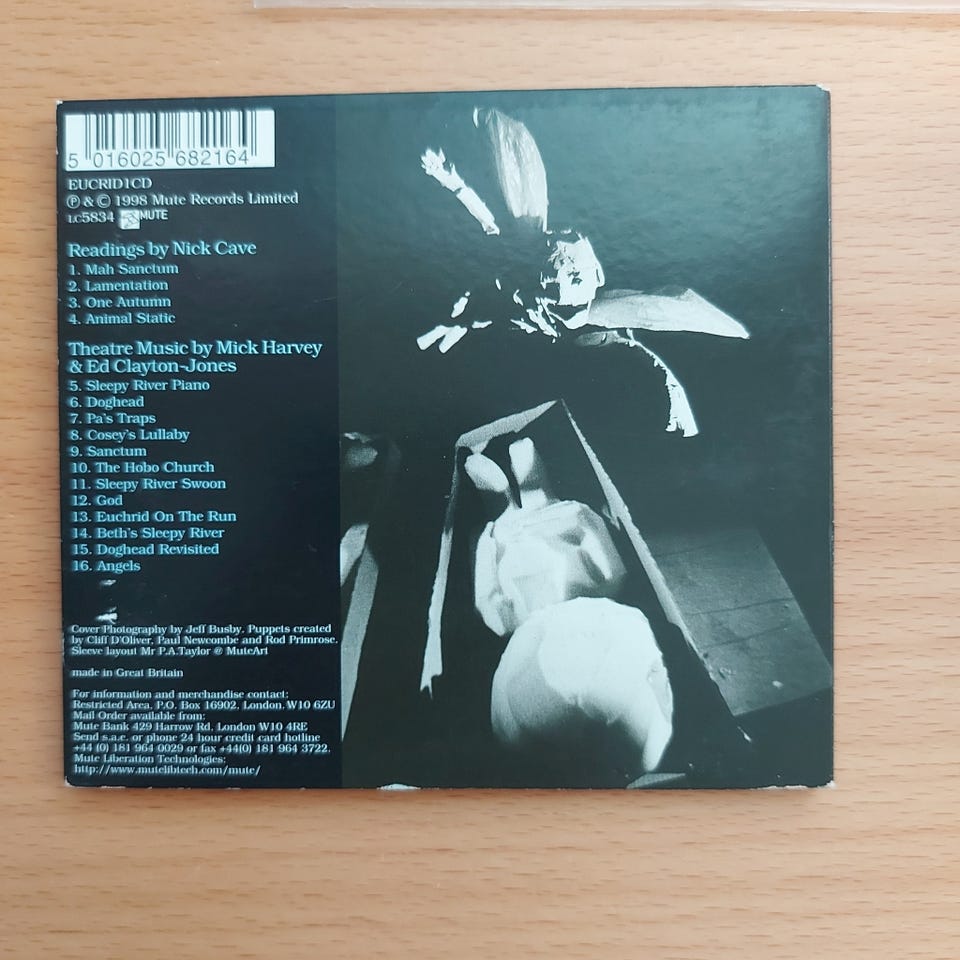 5 016025 682164
EUCRID1CD
℗ & © 1998 Mute Records Limited
LC5834 MUTE
Readings by Nick Cave
1. Mah Sanctum
2. Lamentation
3. One Autumn
4. Animal Static
Theatre Music by Mick Harvey
& Ed Clayton-Jones
5. Sleepy River Piano
6. Doghead
7. Pa's Traps
8. Cosey's Lullaby
9. Sanctum
10. The Hobo Church
11. Sleepy River Swoon
12. God
13. Euchrid On The Run
14. Beth's Sleepy River
15. Doghead Revisited
16. Angels
Cover Photography by Jeff Busby. Puppets created
by Cliff D'Oliver, Paul Newcombe and Rod Primrose.
Sleeve layout Mr P.A.Taylor @ MuteArt
made in Great Britain
For information and merchandise contact:
Restricted Area, P.O. Box 16902, London, W10 6ZU
Mail Order available from:
Mute Bank 429 Harrow Rd, London W10 4RE
Send s.a.e. or phone 24 hour credit card hotline
+44 (0) 181 964 0029 or fax +44(0) 181 964 3722.
Mute Liberation Technologies:
http://www.mutelibtech.com/mute/